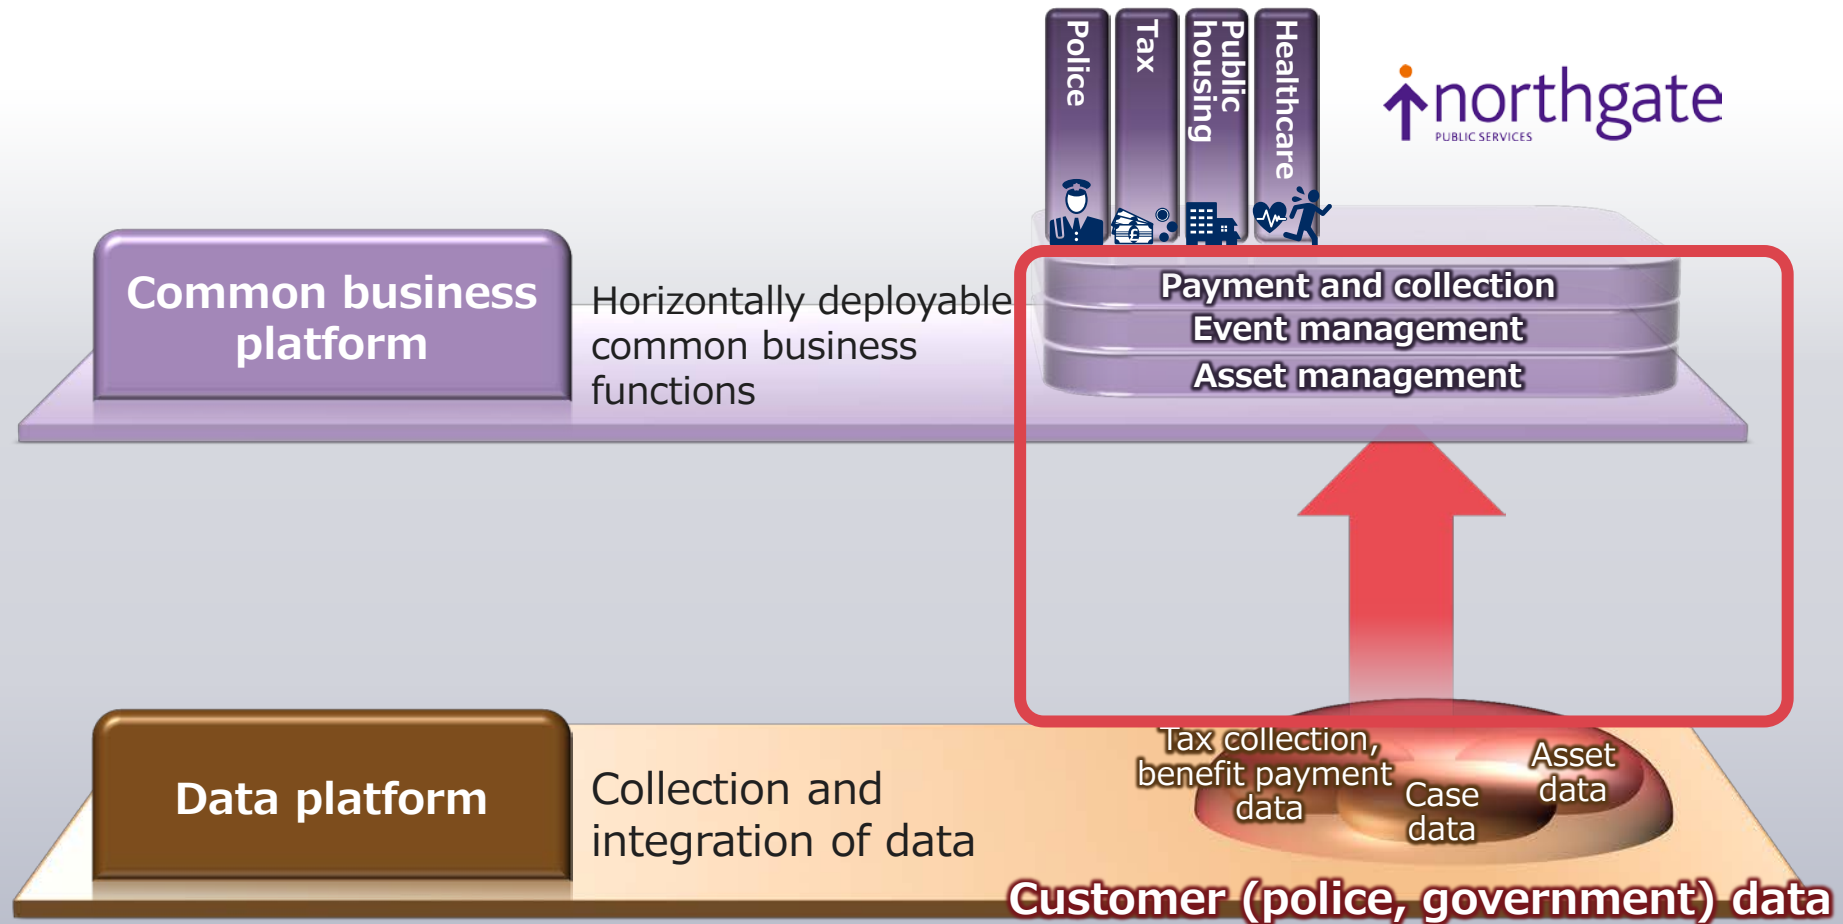 Police
Tax
Public
housing
Healthcare
northgate
PUBLIC SERVICES
Common business
platform
Horizontally deployable
common business
functions
Payment and collection
Event management
Asset management
Data platform
Collection and
integration of data
Tax collection,
benefit payment
data
Case
data
Asset
data
Customer (police, government) data
£